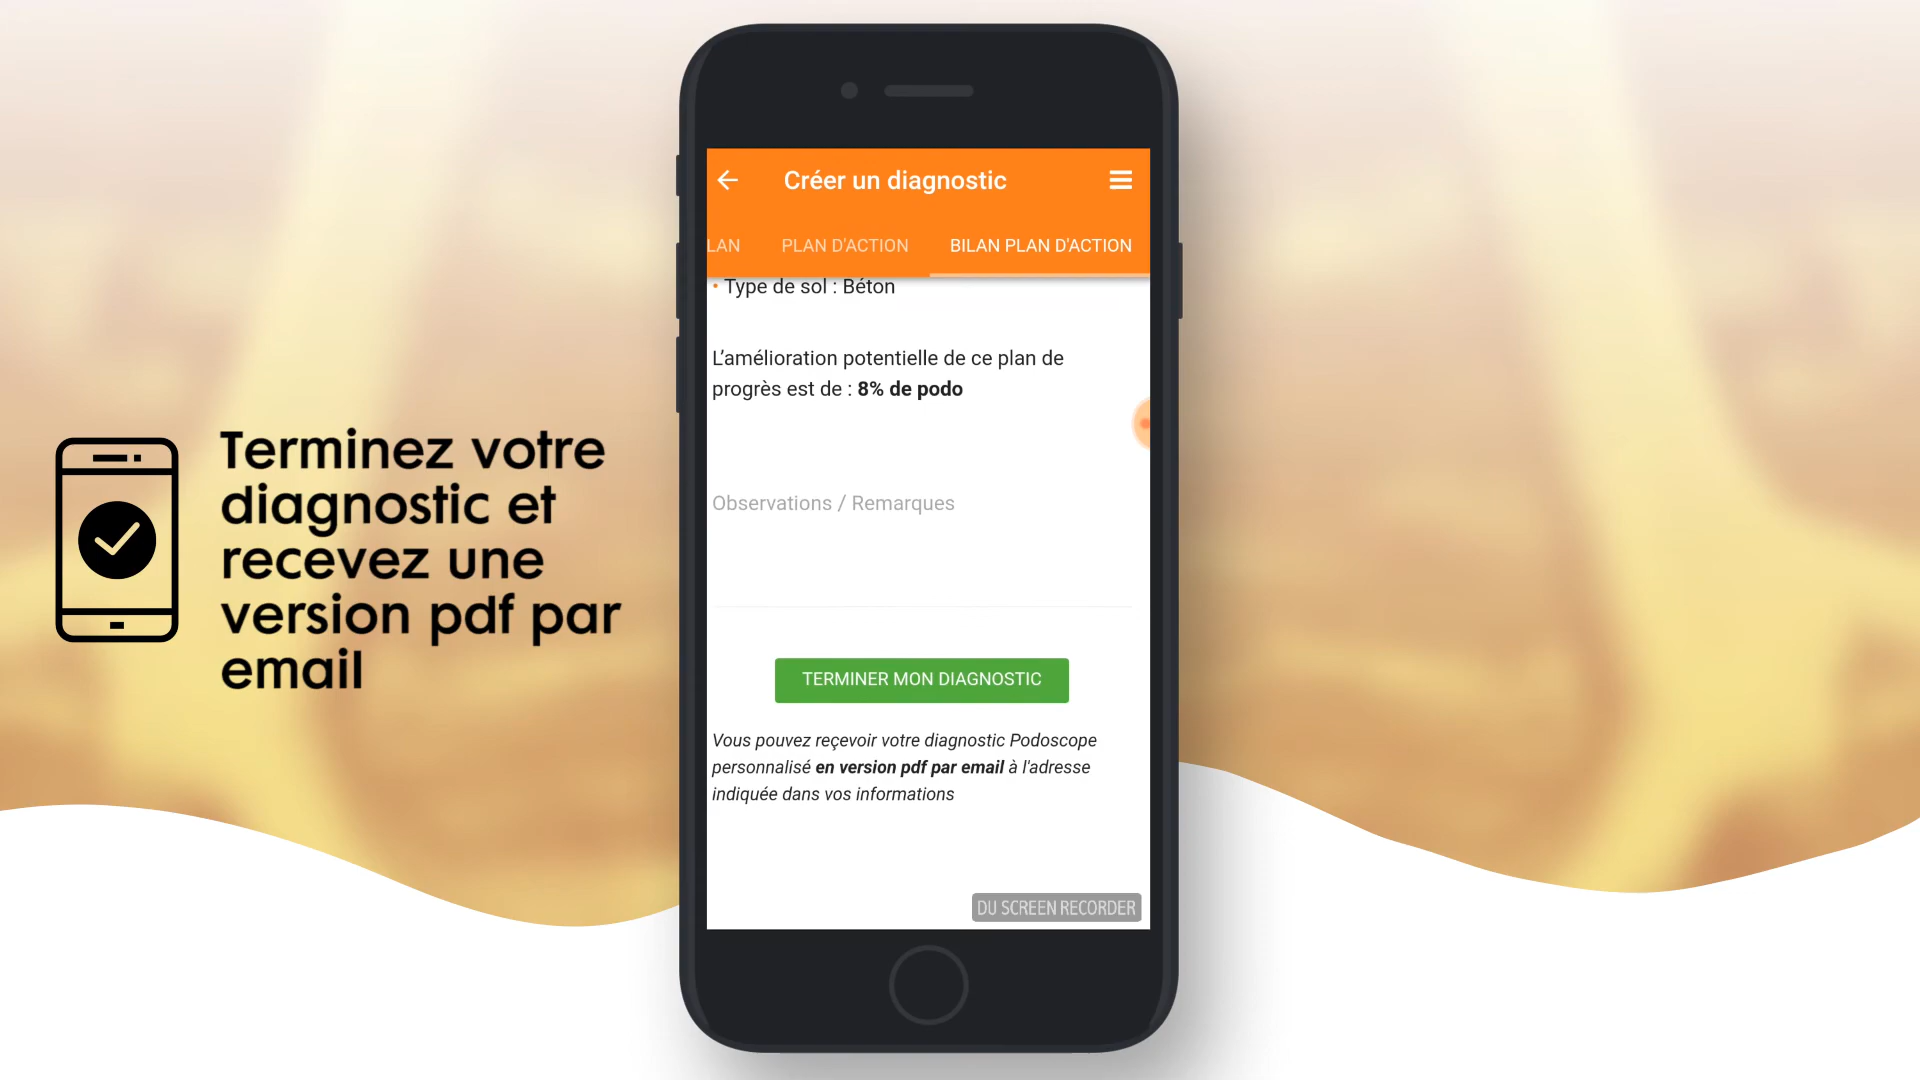 Terminez votre
diagnostic et
recevez une
version pdf par
email
Créer un diagnostic
LAN PLAN D'ACTION BILAN PLAN D'ACTION
• Type de sol : Béton
L'amélioration potentielle de ce plan de
progrès est de : 8% de podo
Observations / Remarques
TERMINER MON DIAGNOSTIC
Vous pouvez reçevoir votre diagnostic Podoscope
personnalisé en version pdf par email à l'adresse
indiquée dans vos informations
DU SCREEN RECORDER